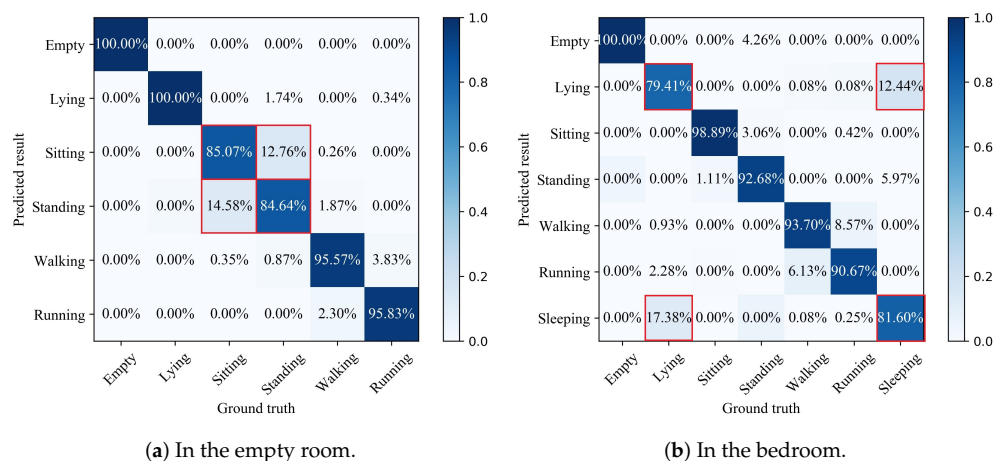 Predicted result
Empty 100.00% 0.00% 0.00% 0.00% 0.00% 0.00%
Lying 0.00% 100.00% 0.00% 1.74% 0.00% 0.34%
Sitting 0.00% 0.00% 85.07% 12.76% 0.26% 0.00%
Standing 0.00% 0.00% 14.58% 84.64% 1.87% 0.00%
Walking 0.00% 0.00% 0.35% 0.87% 95.57% 3.83%
Running 0.00% 0.00% 0.00% 0.00% 2.30% 95.83%
Empty Lying Sitting Standing Walking Running
Ground truth
1.0
0.8
0.6
0.4
0.2
0.0
(a) In the empty room.
Predicted result
Empty 100.00% 0.00% 0.00% 4.26% 0.00% 0.00% 0.00%
Lying 0.00% 79.41% 0.00% 0.00% 0.08% 0.08% 12.44%
Sitting 0.00% 0.00% 98.89% 3.06% 0.00% 0.42% 0.00%
Standing 0.00% 0.00% 1.11% 92.68% 0.00% 0.00% 5.97%
Walking 0.00% 0.93% 0.00% 0.00% 93.70% 8.57% 0.00%
Running 0.00% 2.28% 0.00% 0.00% 6.13% 90.67% 0.00%
Sleeping 0.00% 17.38% 0.00% 0.00% 0.08% 0.25% 81.60%
Empty Lying Sitting Standing Walking Running Sleeping
Ground truth
1.0
0.8
0.6
0.4
0.2
0.0
(b) In the bedroom.